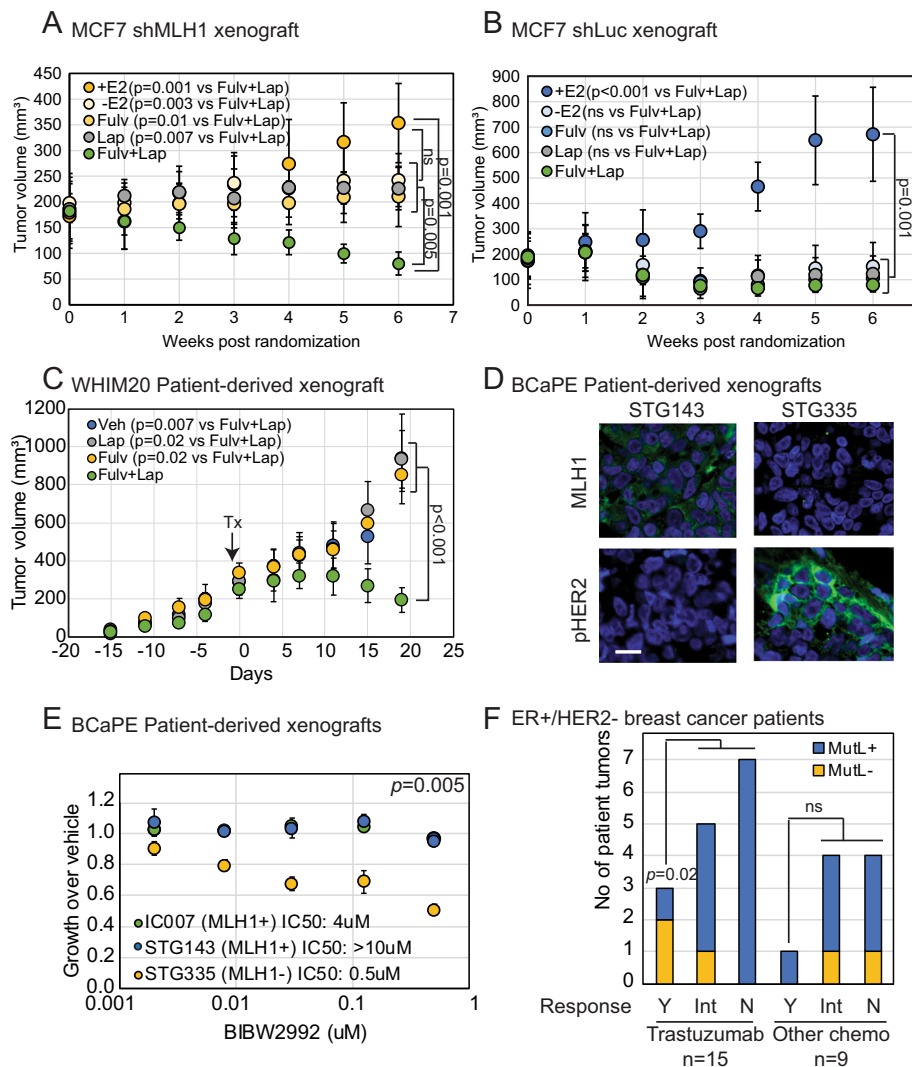 A MCF7 shMLH1 xenograft
Tumor volume (mm³)
450
400
350
300
250
200
150
100
50
0
+E2(p=0.001 vs Fulv+Lap)
-E2(p=0.003 vs Fulv+Lap)
Fulv (p=0.01 vs Fulv+Lap)
Lap (p=0.007 vs Fulv+Lap)
Fulv+Lap
ns
p=0.005
p=0.001
0 1 2 3 4 5 6 7
Weeks post randomization
B MCF7 shLuc xenograft
Tumor volume (mm³)
900
800
700
600
500
400
300
200
100
0
+E2(p<0.001 vs Fulv+Lap)
-E2(ns vs Fulv+Lap)
Fulv (ns vs Fulv+Lap)
Lap (ns vs Fulv+Lap)
Fulv+Lap
p=0.001
0 1 2 3 4 5 6
Weeks post randomization
C WHIM20 Patient-derived xenograft
Tumor volume (mm³)
1200
1000
800
600
400
200
0
Veh (p=0.007 vs Fulv+Lap)
Lap (p=0.02 vs Fulv+Lap)
Fulv (p=0.02 vs Fulv+Lap)
Fulv+Lap
Tx
p<0.001
-20 -15 -10 -5 0 5 10 15 20 25
Days
D BCaPE Patient-derived xenografts
STG143 STG335
MLH1
pHER2
E BCaPE Patient-derived xenografts
Growth over vehicle
p=0.005
1.2
1.0
0.8
0.6
0.4
0.2
0.0
IC007 (MLH1+) IC50: 4uM
STG143 (MLH1+) IC50: >10uM
STG335 (MLH1-) IC50: 0.5uM
0.001 0.01 0.1 1
BIBW2992 (uM)
F ER+/HER2- breast cancer patients
No of patient tumors
7
6
5
4
3
2
1
0
MutL+
MutL-
ns
p=0.02
Response Y Int N Y Int N
Trastuzumab Other chemo
n=15 n=9